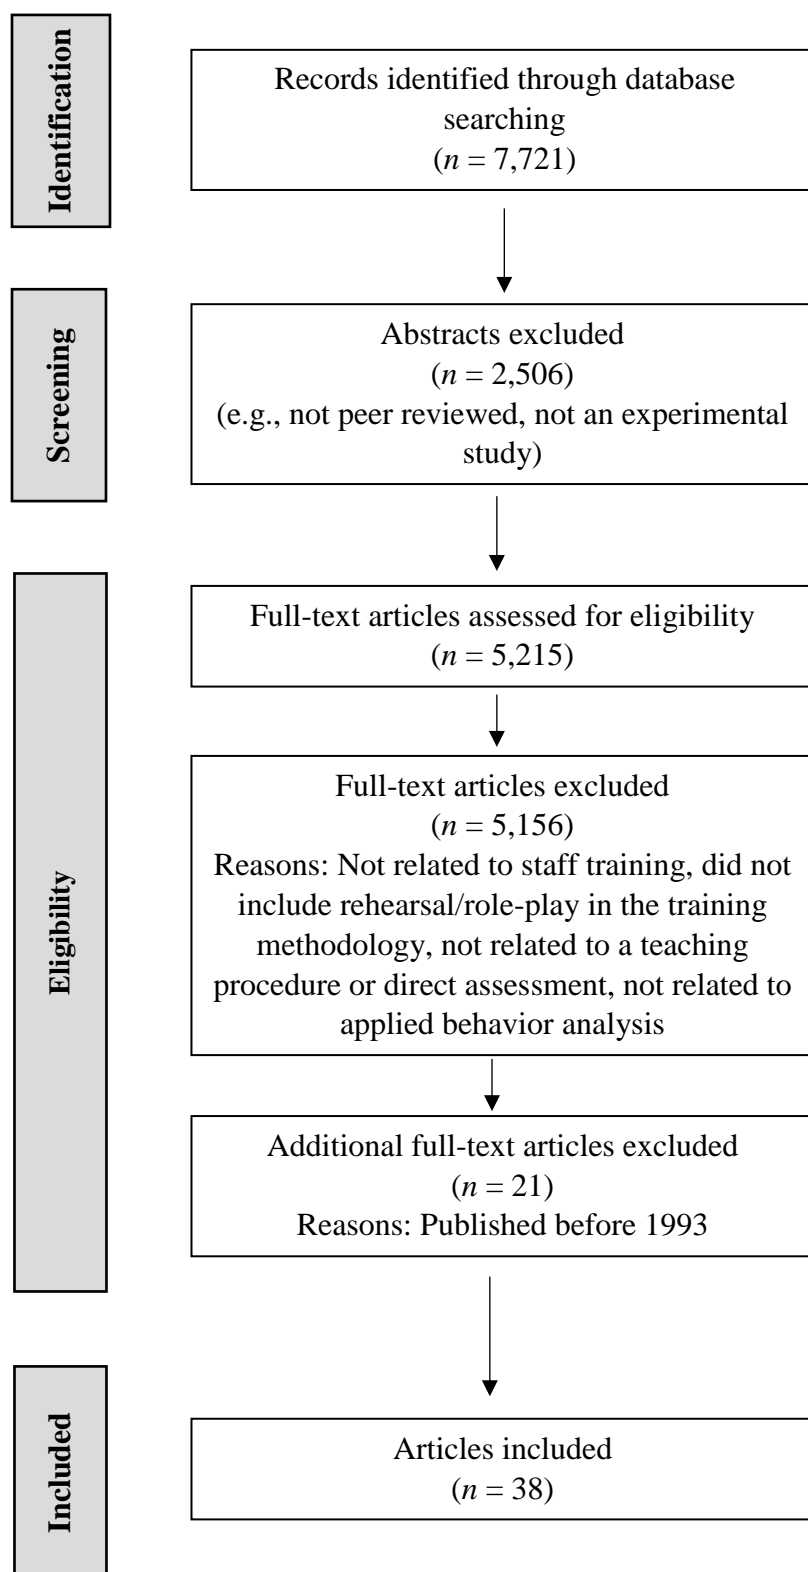 Identification
Records identified through database
searching
(n = 7,721)
Screening
Abstracts excluded
(n = 2,506)
(e.g., not peer reviewed, not an experimental
study)
Eligibility
Full-text articles assessed for eligibility
(n = 5,215)
Full-text articles excluded
(n = 5,156)
Reasons: Not related to staff training, did not
include rehearsal/role-play in the training
methodology, not related to a teaching
procedure or direct assessment, not related to
applied behavior analysis
Additional full-text articles excluded
(n = 21)
Reasons: Published before 1993
Included
Articles included
(n = 38)